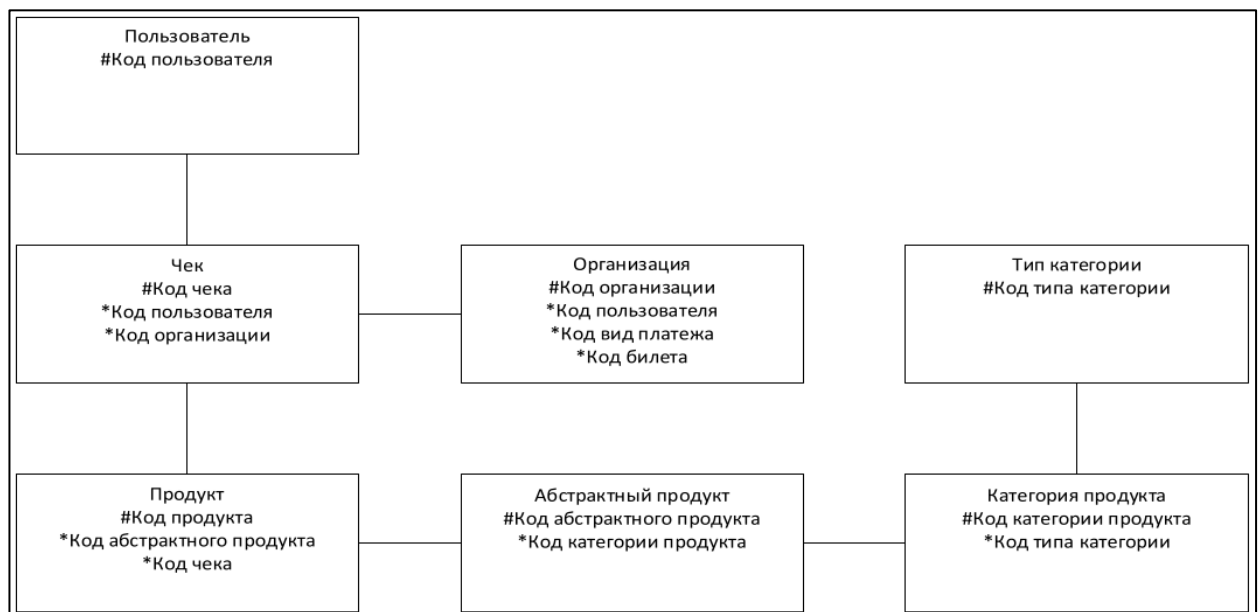 Пользователь
#Код пользователя
Чек
#Код чека
*Код пользователя
*Код организации
Организация
#Код организации
*Код пользователя
*Код вид платежа
*Код билета
Тип категории
#Код типа категории
Продукт
#Код продукта
*Код абстрактного продукта
*Код чека
Абстрактный продукт
#Код абстрактного продукта
*Код категории продукта
Категория продукта
#Код категории продукта
*Код типа категории